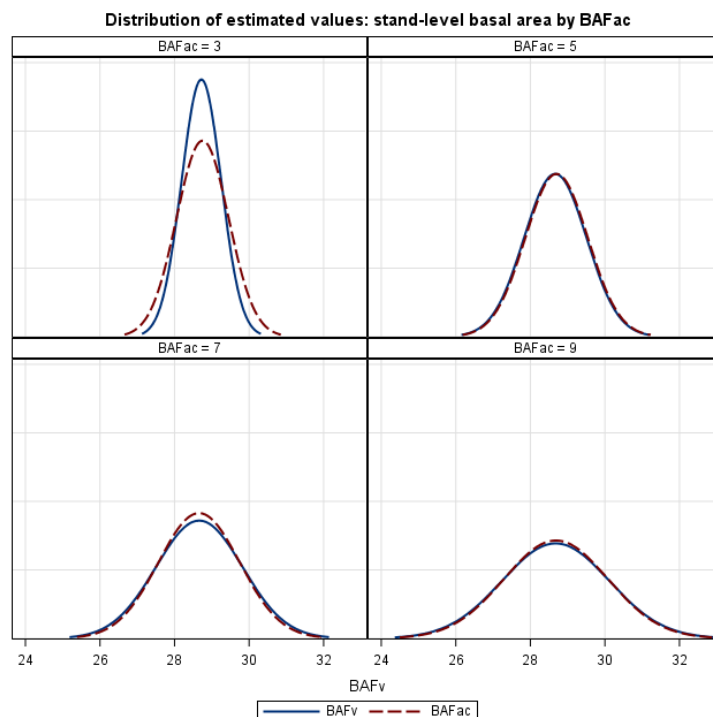 Distribution of estimated values: stand-level basal area by BAFac
BAFac = 3
BAFac = 5
BAFac = 7
BAFac = 9
24 26 28 30 32 24 26 28 30 32
BAFv
BAFv BAFac